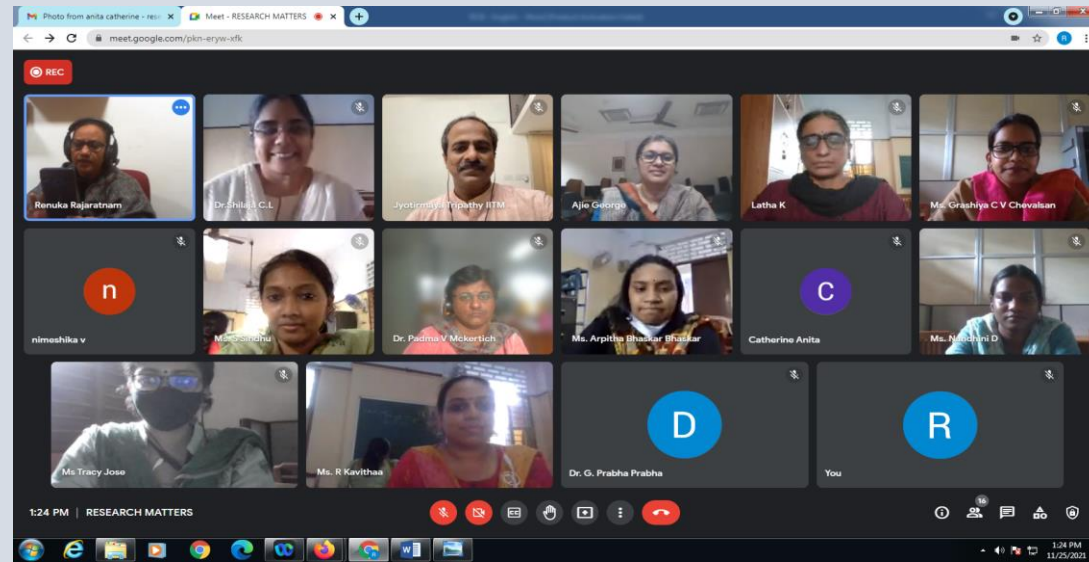 Photo from anita catherine - rese
Meet - RESEARCH MATTERS
meet.google.com/pkn-eryw-xfk
R
REC
Renuka Rajaratnam
Dr.Shilaja C.L
Jyotirmaya Tripathy IITM
Ajie George
Latha K
Ms. Grashiya C V Chevalsan
n
nimeshika v
Sindhu
Dr. Padma V Mckertich
Ms. Arpitha Bhaskar Bhaskar
C
Catherine Anita
Ms. Nandhini D
Ms Tracy Jose
Ms. R Kavithaa
D
Dr. G. Prabha Prabha
R
You
1:24 PM | RESEARCH MATTERS
16
1:24 PM
11/25/2021